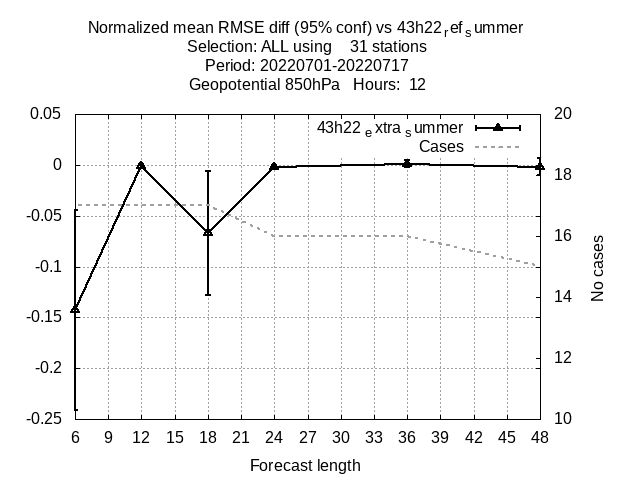 Normalized mean RMSE diff (95% conf) vs 43h22refsummer
Selection: ALL using    31 stations
Period: 20220701-20220717
Geopotential 850hPa   Hours:  12
43h22extrasummer
Cases
0.05
0
-0.05
-0.1
-0.15
-0.2
-0.25
20
18
16
14
12
10
No cases
6 9 12 15 18 21 24 27 30 33 36 39 42 45 48
Forecast length